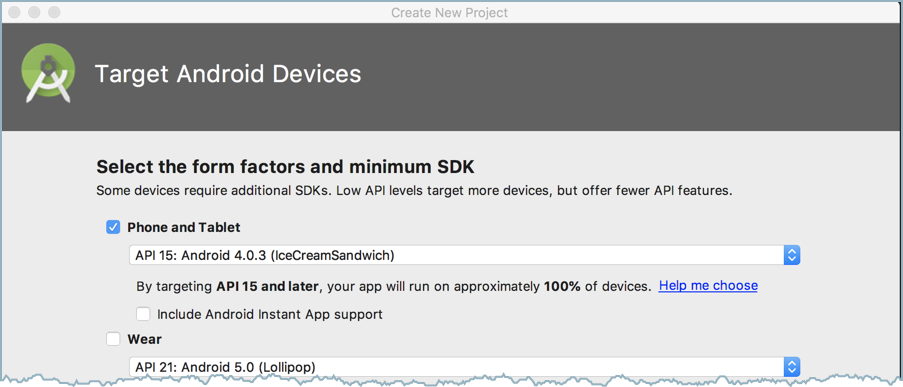 Create New Project
Target Android Devices
Select the form factors and minimum SDK
Some devices require additional SDKs. Low API levels target more devices, but offer fewer API features.
Phone and Tablet
API 15: Android 4.0.3 (IceCreamSandwich)
By targeting API 15 and later, your app will run on approximately 100% of devices. Help me choose
Include Android Instant App support
Wear
API 21: Android 5.0 (Lollipop)